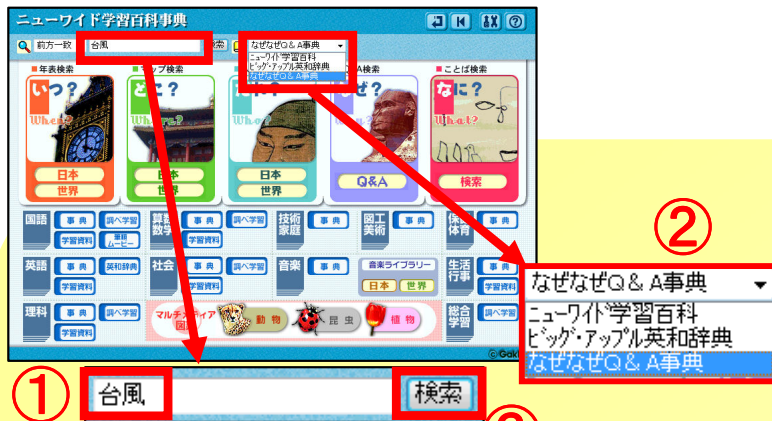 ニューワイド学習百科事典
前方一致 台風 検索 なぜなぜQ&A事典
ニューワイド学習百科
ビッグ・アップル英和辞典
なぜなぜQ&A事典
■年表検索
いつ？
When?
日本
世界
ップ検索
こ？
Where?
日本
世界
Who?
日本
世界
A検索
ぜ？
Q&A
■ことば検索
なに？
What?
検索
国語 事典 調べ学習
学習資料 筆順ムービー
算数 数学 事典 調べ学習
学習資料
技術 家庭 事典
図工 美術 事典
保 体育 事典
英語 事典 英和辞典
学習資料
社会 事典 調べ学習
学習資料
音楽 事典 音楽ライブラリー
日本 世界
生活 行事 事典
学習資料
理科 事典 調べ学習
学習資料
マルチメディア図 動物 昆虫 植物
総合 学習 調べ学習
© Gak
②
なぜなぜQ&A事典
ニューワイド学習百科
ビッグ・アップル英和辞典
なぜなぜQ&A事典
① 台風 検索